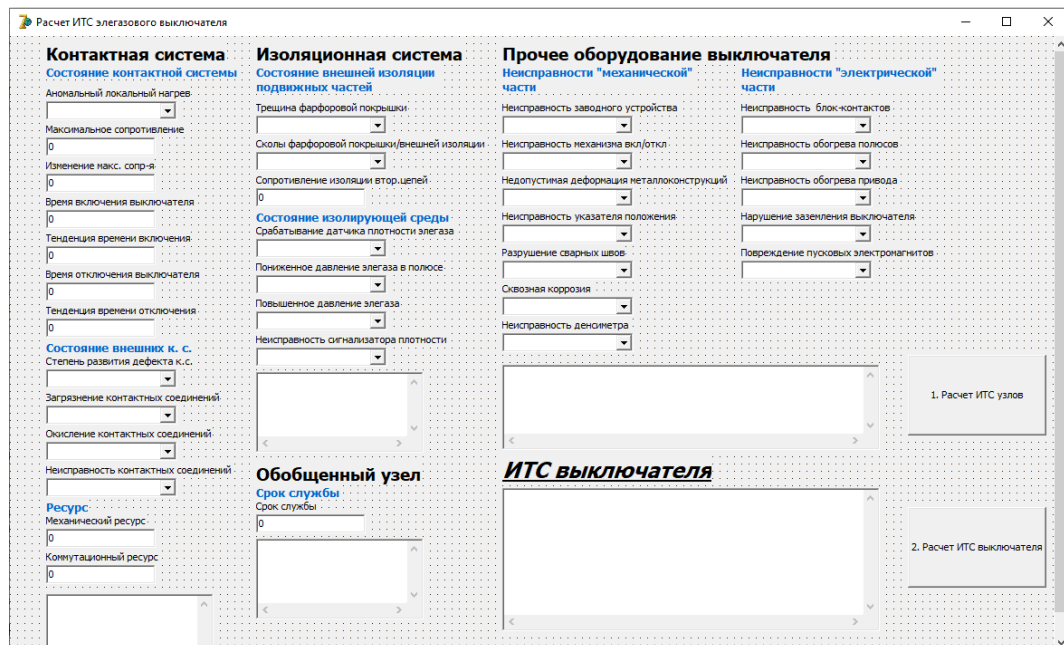 Расчет ИТС элегазового выключателя
Контактная система
Состояние контактной системы
Аномальный локальный нагрев
Максимальное сопротивление
0
Изменение макс. сопр-я
0
Время включения выключателя
0
Тенденция времени включения
0
Время отключения выключателя
0
Тенденция времени отключения
0
Состояние внешних к. с.
Степень развития дефекта к.с.
Загрязнение контактных соединений
Окисление контактных соединений
Неисправность контактных соединений
Ресурс
Механический ресурс
0
Коммутационный ресурс
0
Изоляционная система
Состояние внешней изоляции
подвижных частей
Трещина фарфоровой покрышки
Сколы фарфоровой покрышки/внешней изоляции
Сопротивление изоляции втор.цепей
0
Состояние изолирующей среды
Срабатывание датчика плотности элегаза
Пониженное давление элегаза в полюсе
Повышенное давление элегаза
Неисправность сигнализатора плотности
Обобщенный узел
Срок службы
Срок службы
0
Прочее оборудование выключателя
Неисправности "механической"
части
Неисправность заводного устройства
Неисправность механизма вкл/откл
Недопустимая деформация металлоконструкций
Неисправность указателя положения
Разрушение сварных швов
Сквозная коррозия
Неисправность денсиметра
Неисправности "электрической"
части
Неисправность блок-контактов
Неисправность обогрева полюсов
Неисправность обогрева привода
Нарушение заземления выключателя
Повреждение пусковых электромагнитов
1. Расчет ИТС узлов
ИТС выключателя
2. Расчет ИТС выключателя